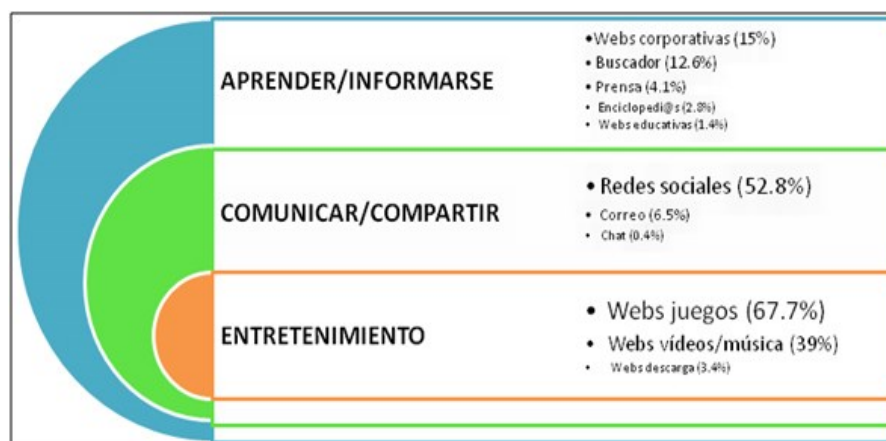 APRENDER/INFORMARSE
•Webs corporativas (15%)
• Buscador (12.6%)
• Prensa (4.1%)
• Enciclopedi@s (2.8%)
• Webs educativas (1.4%)
COMUNICAR/COMPARTIR
• Redes sociales (52.8%)
• Correo (6.5%)
• Chat (0.4%)
ENTRETENIMIENTO
• Webs juegos (67.7%)
• Webs vídeos/música (39%)
• Webs descarga (3.4%)